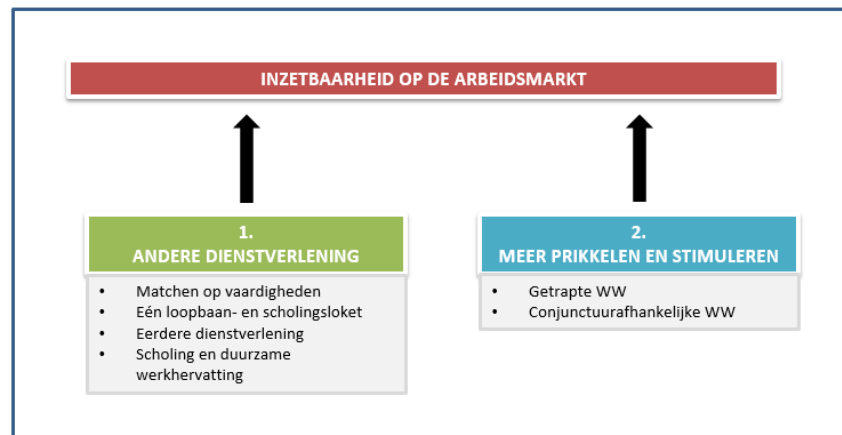 INZETBAARHEID OP DE ARBEIDSMARKT
1.
ANDERE DIENSTVERLENING
• Matchen op vaardigheden
• Eén loopbaan- en scholingsloket
• Eerdere dienstverlening
• Scholing en duurzame
werkhervatting
2.
MEER PRIKKELEN EN STIMULEREN
• Getrapte WW
• Conjunctuurafhankelijke WW